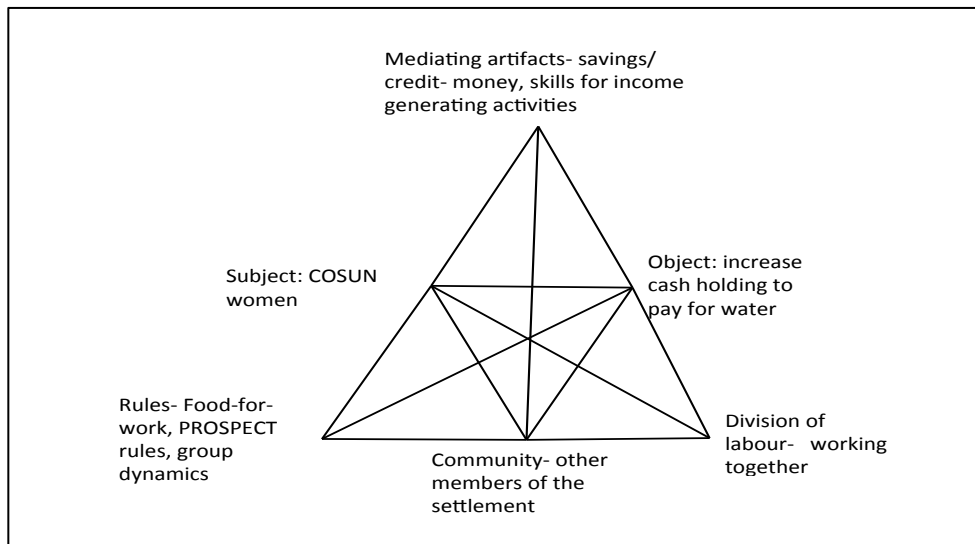 Mediating artifacts- savings/
credit- money, skills for income
generating activities
Subject: COSUN
women
Object: increase
cash holding to
pay for water
Rules- Food-for-
work, PROSPECT
rules, group
dynamics
Community- other
members of the
settlement
Division of
labour- working
together